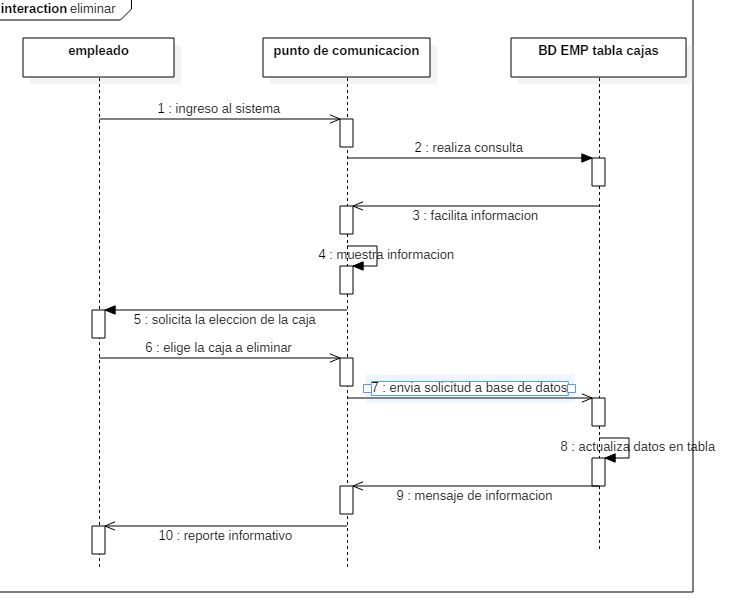 interaction eliminar
empleado
punto de comunicacion
BD EMP tabla cajas
1 : ingreso al sistema
2 : realiza consulta
3 : facilita informacion
4 : muestra informacion
5 : solicita la eleccion de la caja
6 : elige la caja a eliminar
7 : envia solicitud a base de datos
8 : actualiza datos en tabla
9 : mensaje de informacion
10 : reporte informativo